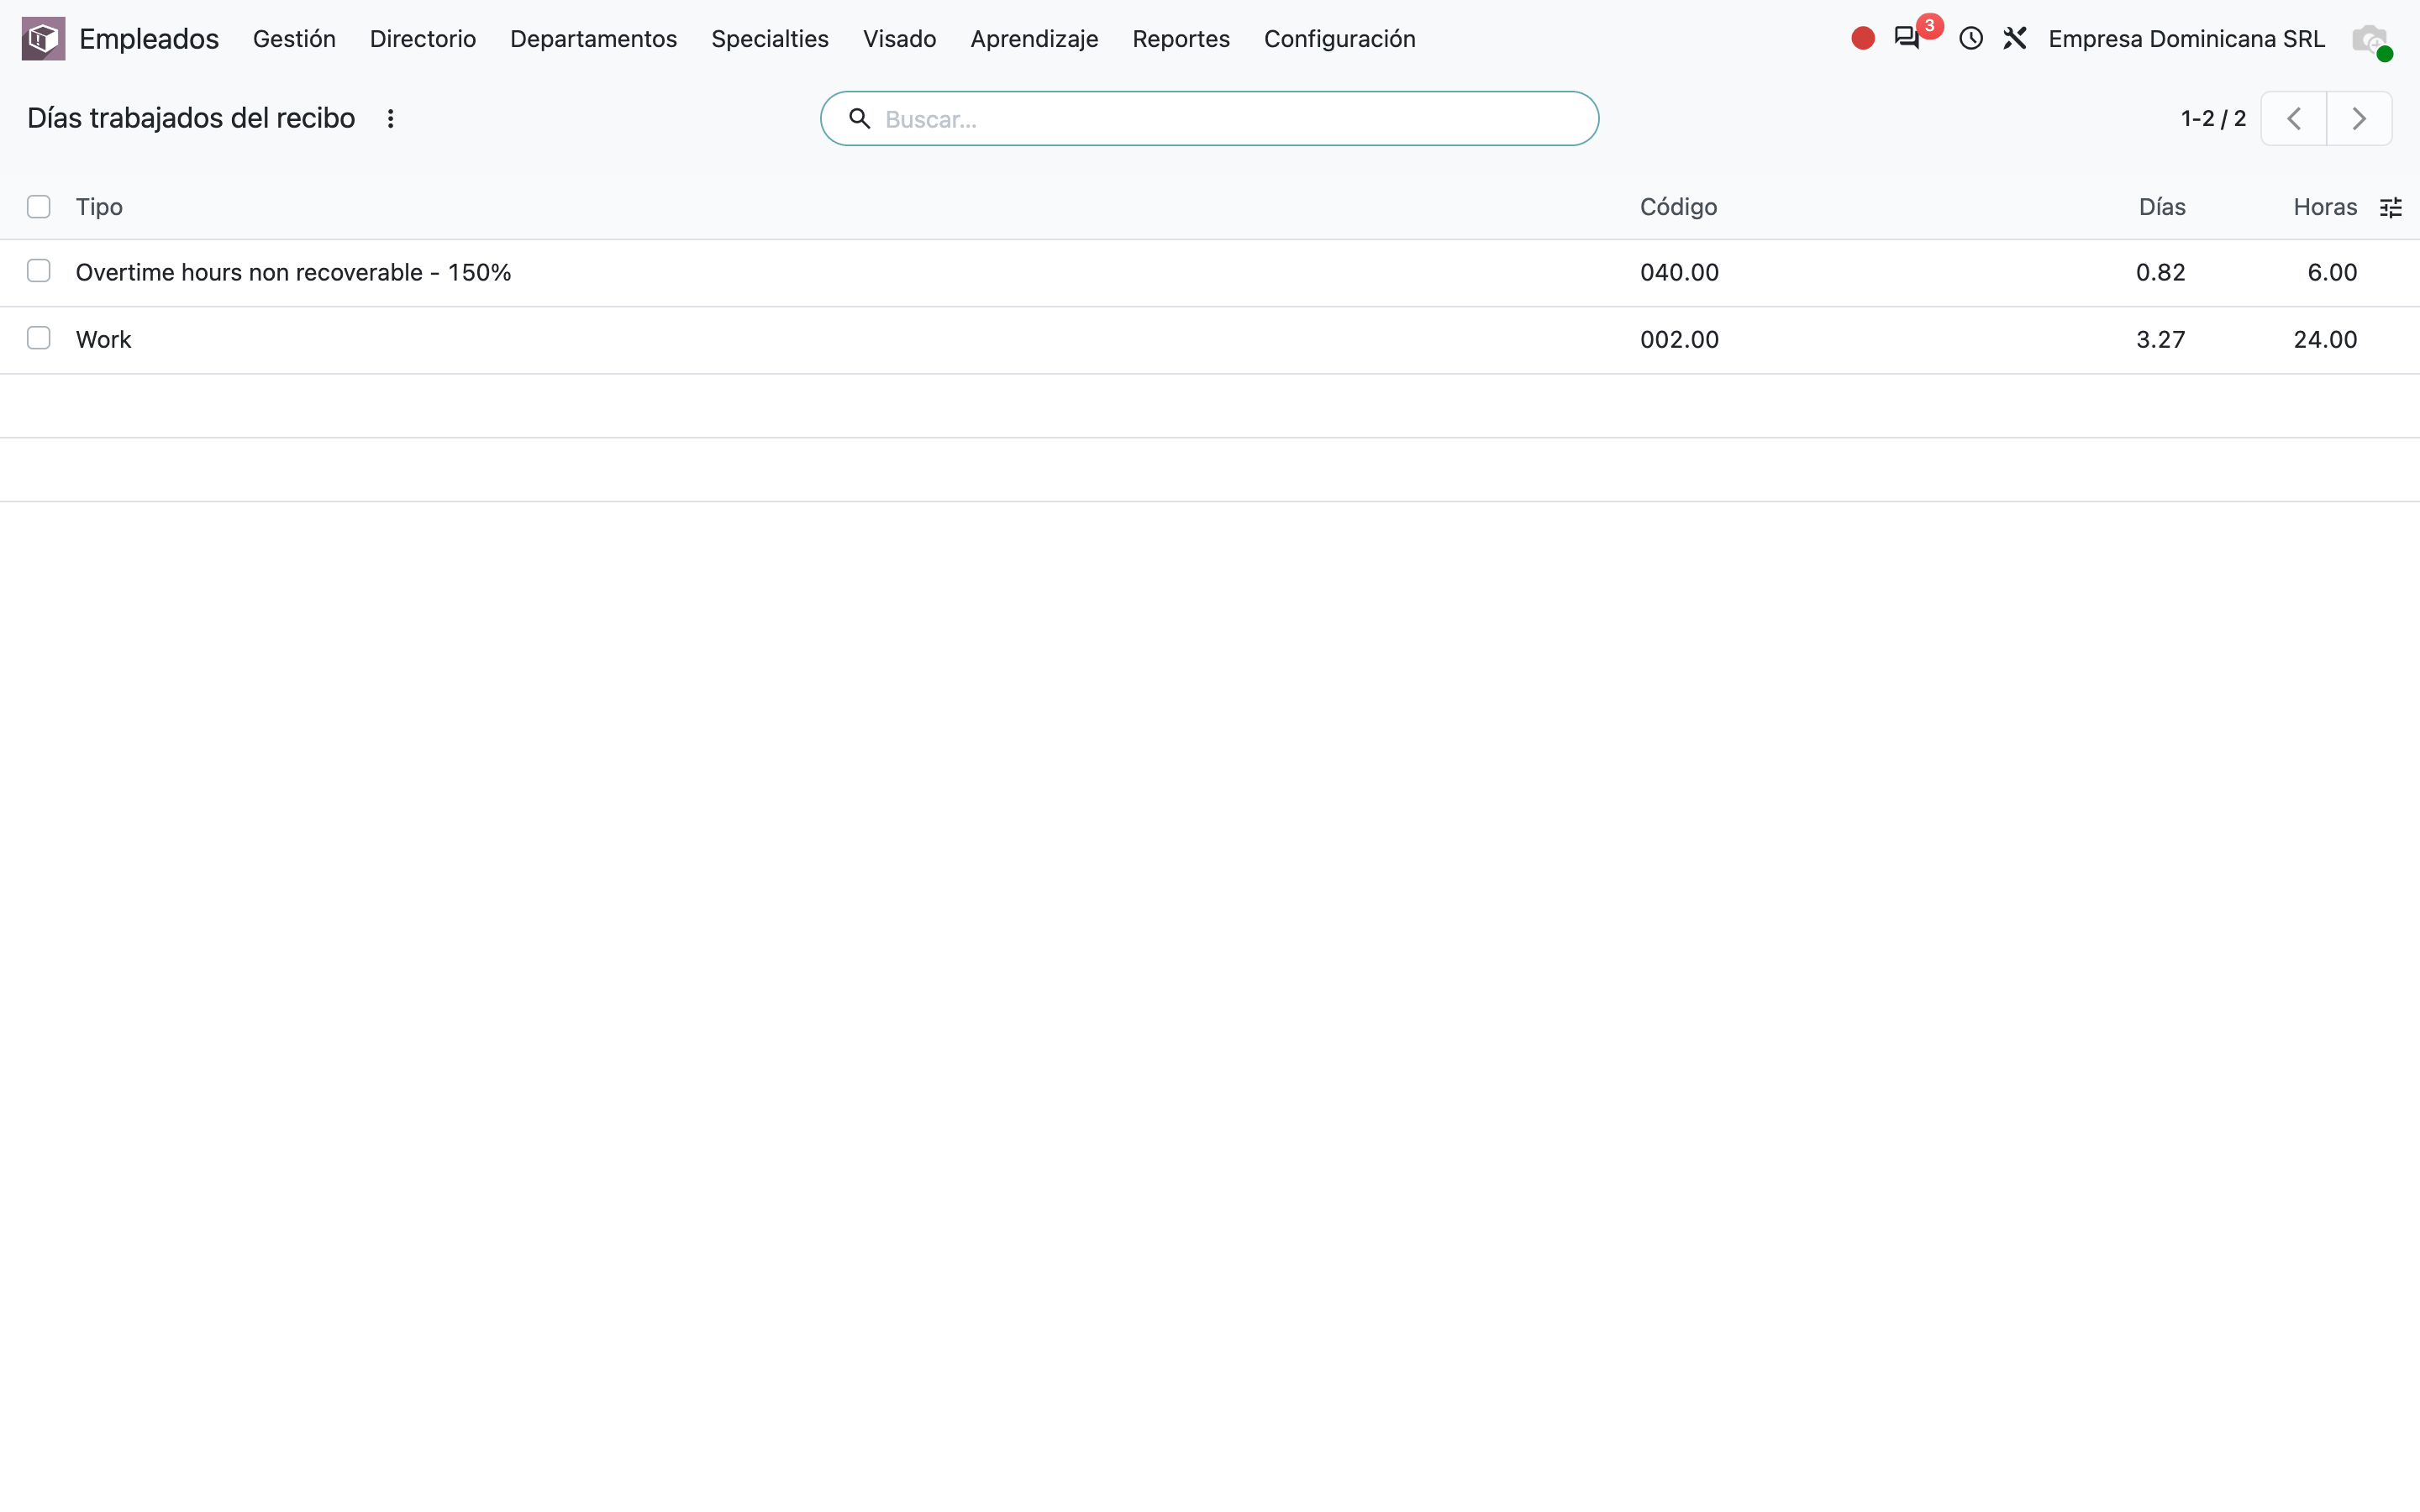 Empleados Gestión Directorio Departamentos Specialties Visado Aprendizaje Reportes Configuración 3 Empresa Dominicana SRL
Días trabajados del recibo Buscar... 1-2 / 2
Tipo Código Días Horas
Overtime hours non recoverable - 150% 040.00 0.82 6.00
Work 002.00 3.27 24.00